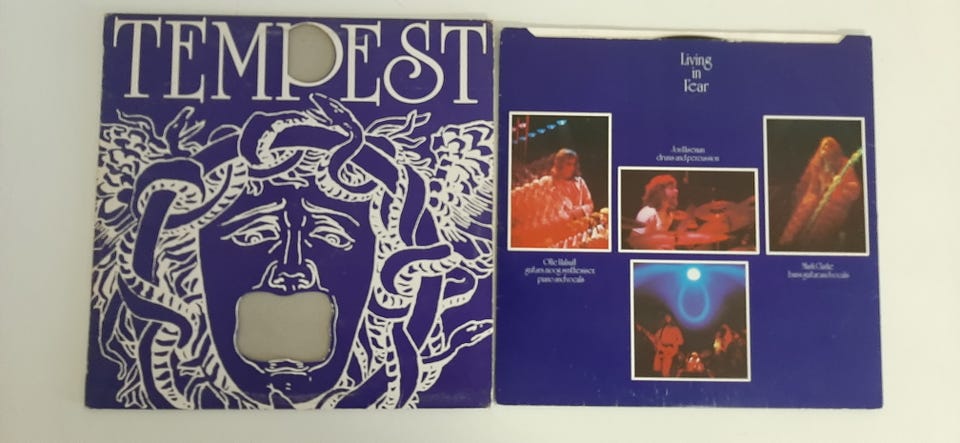 TEMPEST
Living
in
Fear
Jon Hiseman
drums and percussion
Ollie Halsall
guitars, moog synthesiser,
piano and vocals
Mark Clarke
bass guitar and vocals